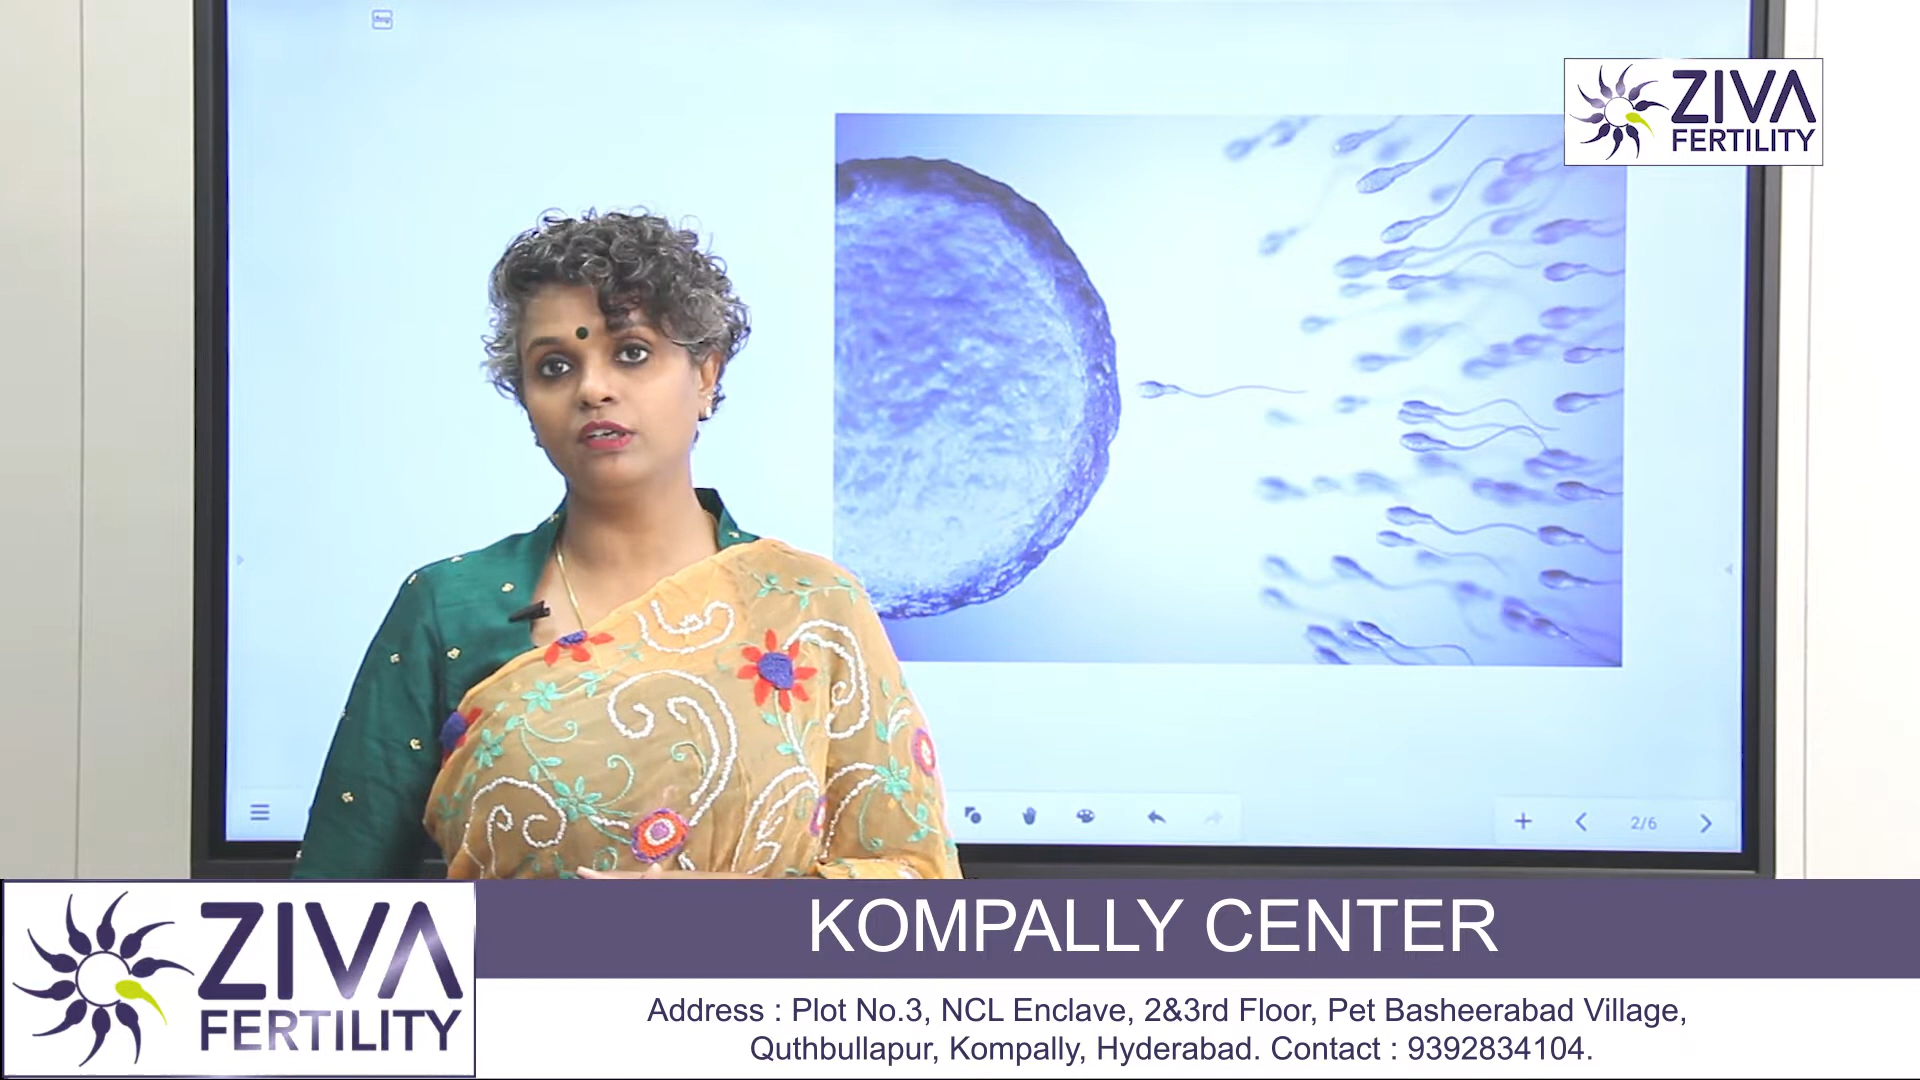 ZIVA
FERTILITY
2/6
ZIVA
FERTILITY
KOMPALLY CENTER
Address : Plot No.3, NCL Enclave, 2&3rd Floor, Pet Basheerabad Village,
Quthbullapur, Kompally, Hyderabad. Contact : 9392834104.